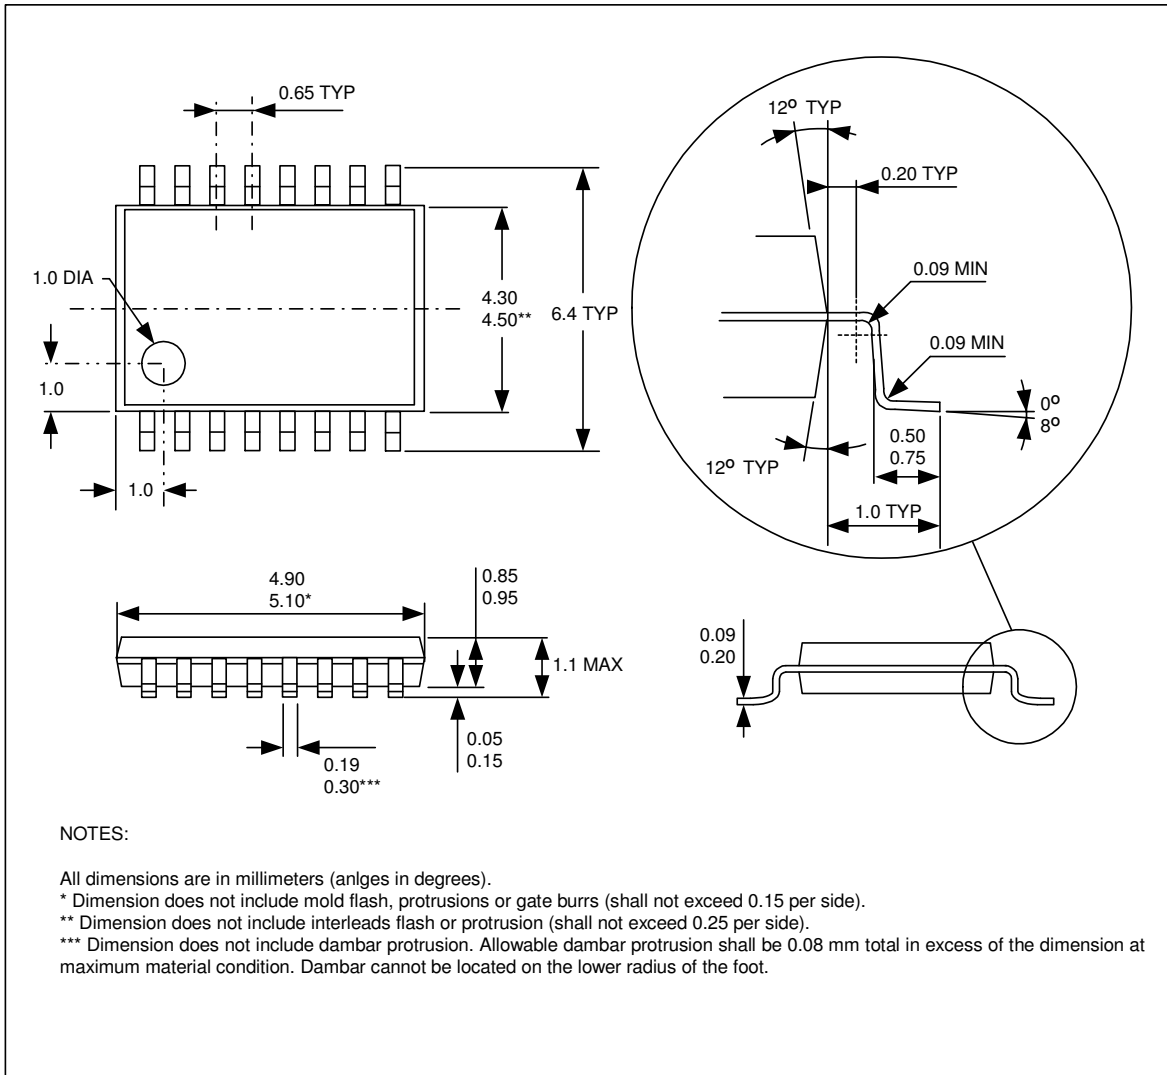 0.65 TYP
12º TYP
0.20 TYP
1.0 DIA
0.09 MIN
4.30
4.50**
6.4 TYP
0.09 MIN
1.0
0º
8º
0.50
0.75
12º TYP
1.0
1.0 TYP
4.90
5.10*
0.85
0.95
1.1 MAX
0.09
0.20
0.05
0.15
0.19
0.30***
NOTES:
All dimensions are in millimeters (anlges in degrees).
* Dimension does not include mold flash, protrusions or gate burrs (shall not exceed 0.15 per side).
** Dimension does not include interleads flash or protrusion (shall not exceed 0.25 per side).
*** Dimension does not include dambar protrusion. Allowable dambar protrusion shall be 0.08 mm total in excess of the dimension at
maximum material condition. Dambar cannot be located on the lower radius of the foot.